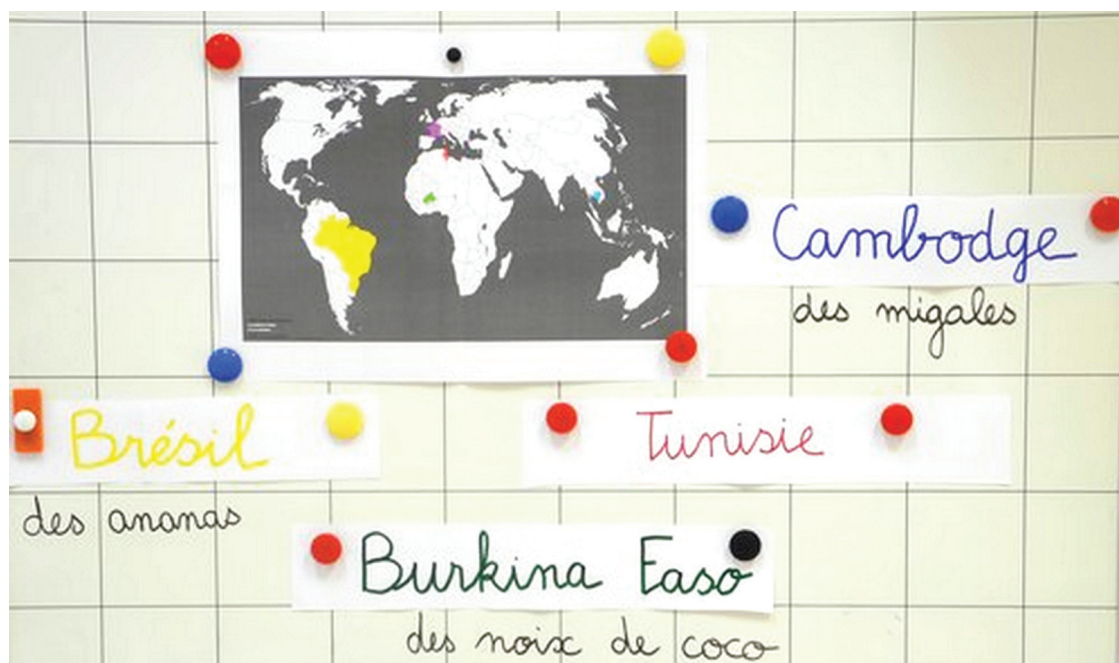 Cambodge
des migales
Brésil
Tunisie
des ananas
Burkina Faso
des noix de coco